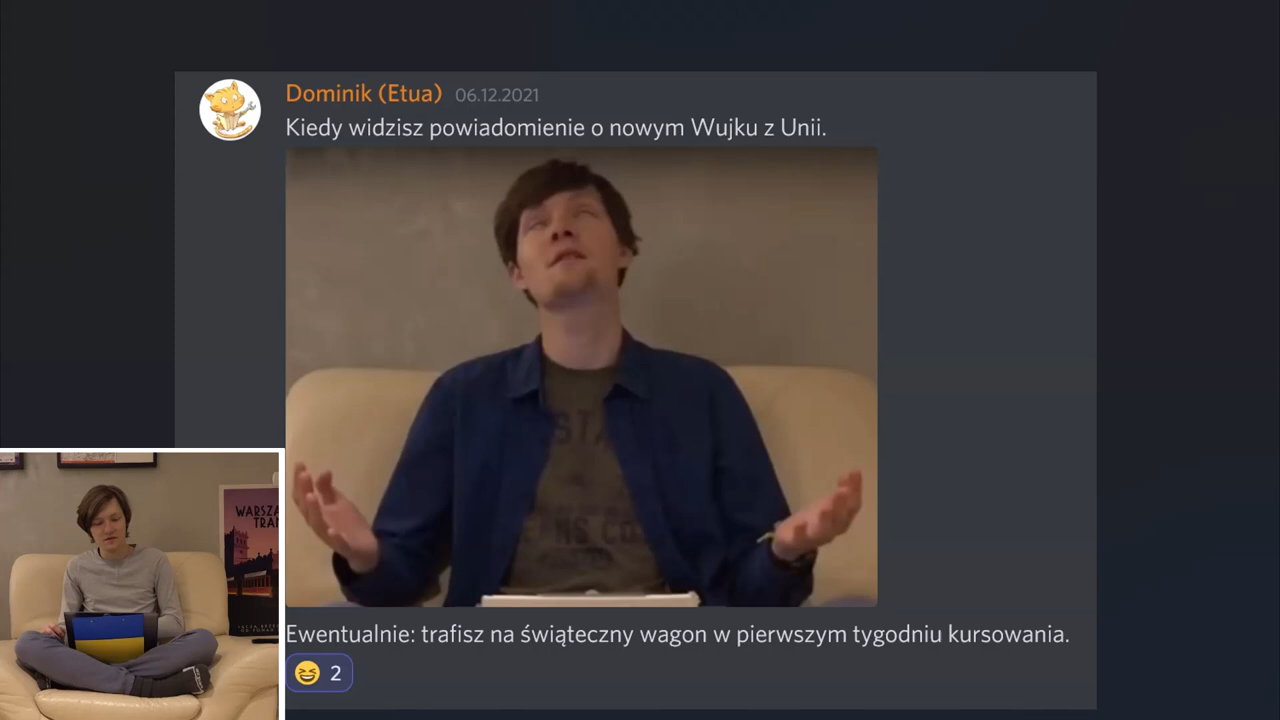 Dominik (Etua) 06.12.2021
Kiedy widzisz powiadomienie o nowym Wujku z Unii.
Ewentualnie: trafisz na świąteczny wagon w pierwszym tygodniu kursowania.
2